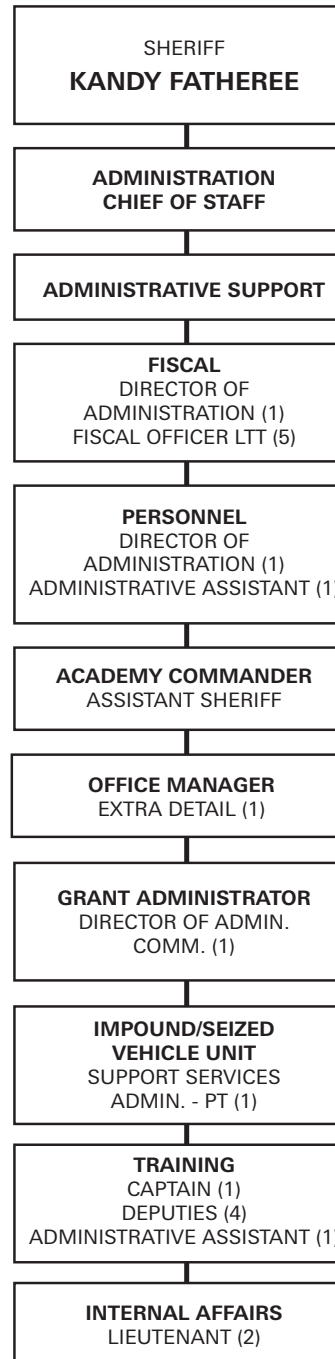 SHERIFF
KANDY FATHEREE
ADMINISTRATION
CHIEF OF STAFF
ADMINISTRATIVE SUPPORT
FISCAL
DIRECTOR OF
ADMINISTRATION (1)
FISCAL OFFICER LTT (5)
PERSONNEL
DIRECTOR OF
ADMINISTRATION (1)
ADMINISTRATIVE ASSISTANT (1)
ACADEMY COMMANDER
ASSISTANT SHERIFF
OFFICE MANAGER
EXTRA DETAIL (1)
GRANT ADMINISTRATOR
DIRECTOR OF ADMIN.
COMM. (1)
IMPOUND/SEIZED
VEHICLE UNIT
SUPPORT SERVICES
ADMIN. - PT (1)
TRAINING
CAPTAIN (1)
DEPUTIES (4)
ADMINISTRATIVE ASSISTANT (1)
INTERNAL AFFAIRS
LIEUTENANT (2)